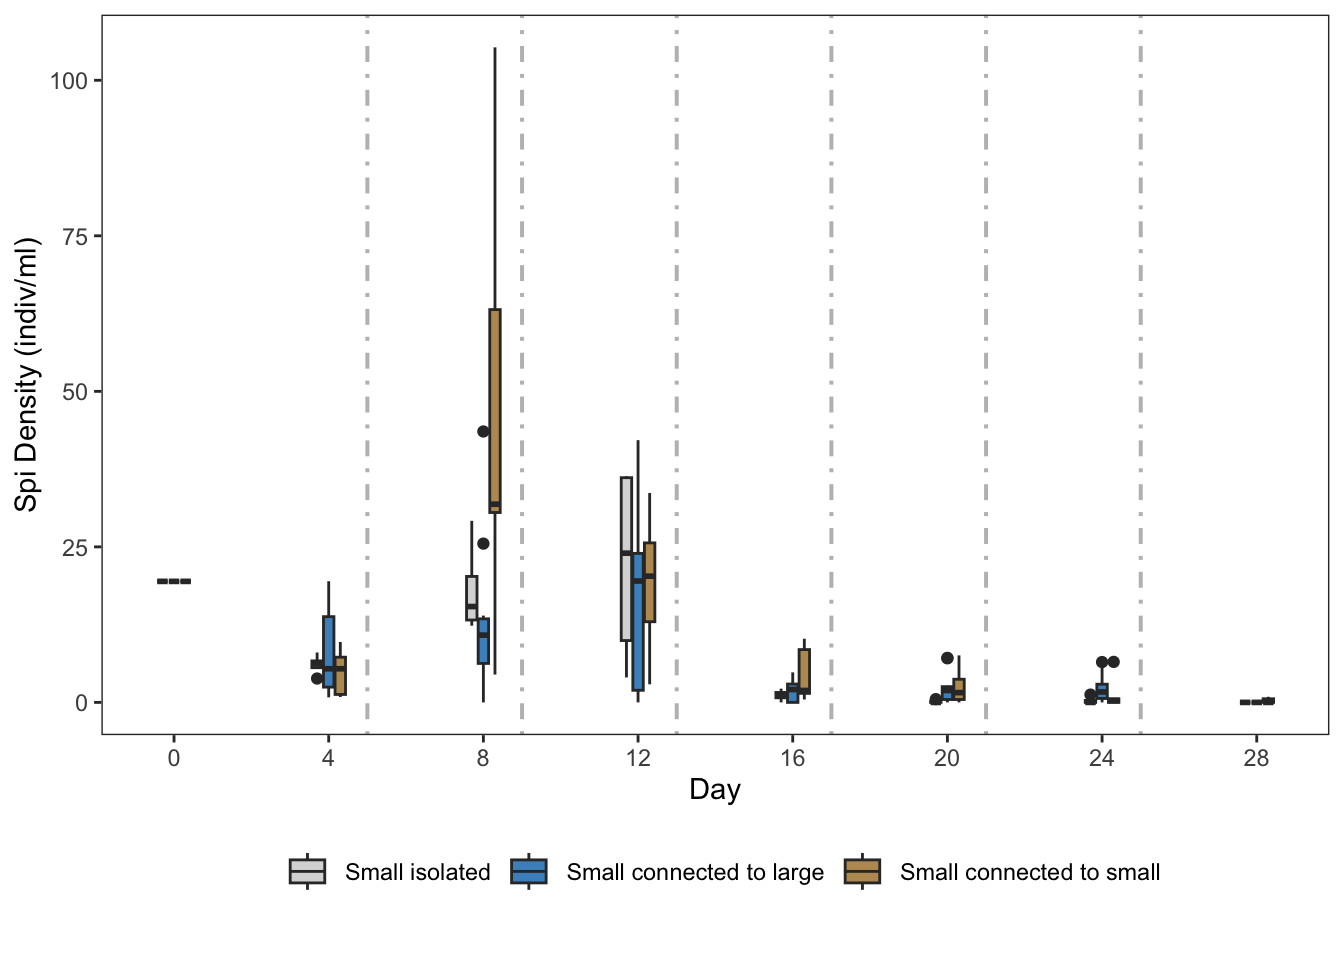 Spi Density (indiv/ml)
100
75
50
25
0
0 4 8 12 16 20 24 28
Day
Small isolated Small connected to large Small connected to small